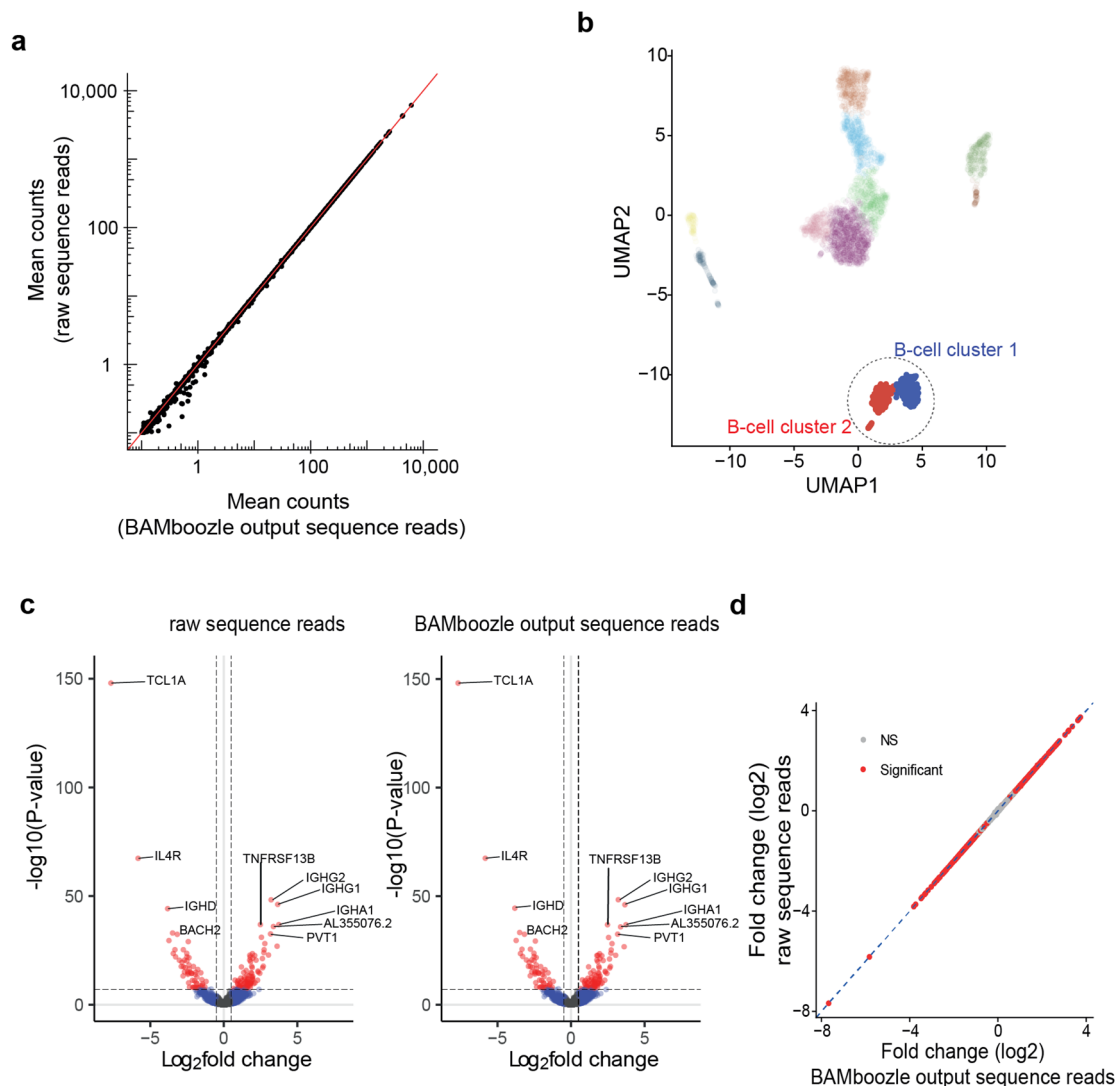 a
10,000
100
1
Mean counts
(raw sequence reads)
1
100
10,000
Mean counts
(BAMboozle output sequence reads)
b
10
5
0
−5
−10
UMAP2
B-cell cluster 1
B-cell cluster 2
−10
−5
0
5
10
UMAP1
c
raw sequence reads
150
100
50
0
-log10(P-value)
TCL1A
IL4R
IGHD
BACH2
TNFRSF13B
IGHG2
IGHG1
IGHA1
AL355076.2
PVT1
−5
0
5
Log2fold change
BAMboozle output sequence reads
150
100
50
0
-log10(P-value)
TCL1A
IL4R
IGHD
BACH2
TNFRSF13B
IGHG2
IGHG1
IGHA1
AL355076.2
PVT1
−5
0
5
Log2fold change
d
4
0
−4
−8
Fold change (log2)
raw sequence reads
NS
Significant
−8
−4
0
4
Fold change (log2)
BAMboozle output sequence reads